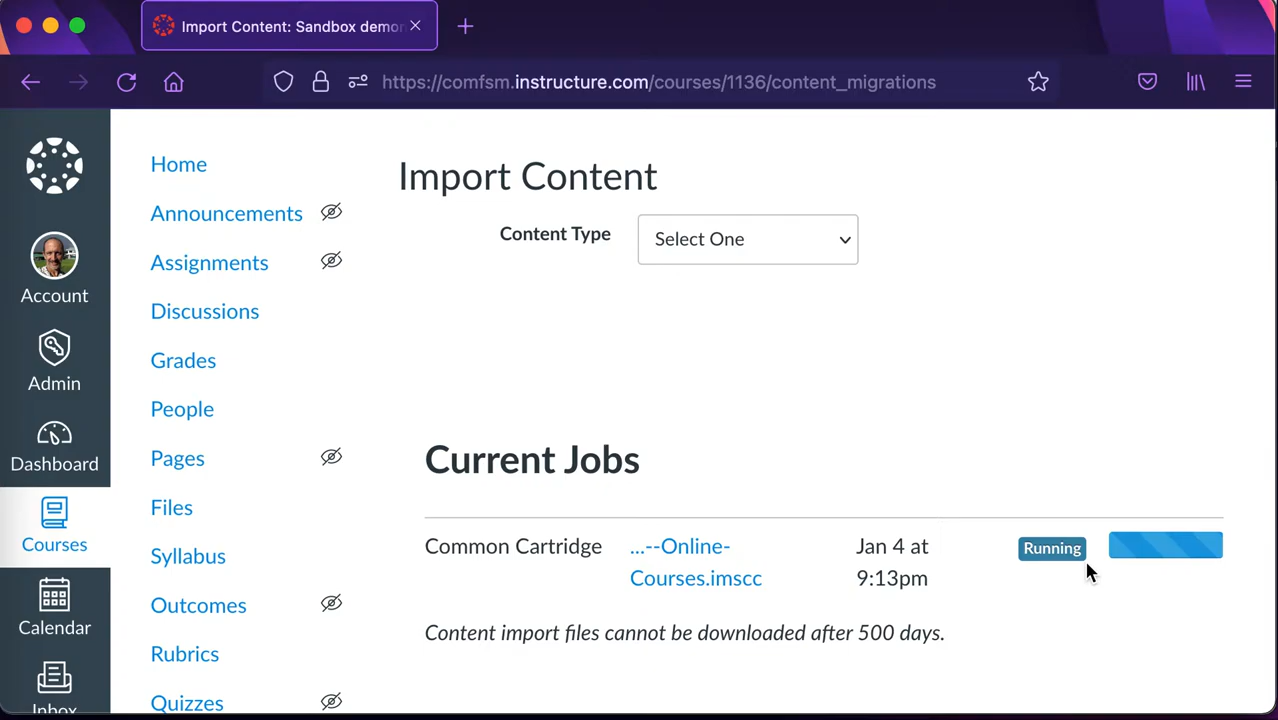 Import Content: Sandbox demor
https://comfsm.instructure.com/courses/1136/content_migrations
Account
Admin
Dashboard
Courses
Calendar
Inbox
Home
Announcements
Assignments
Discussions
Grades
People
Pages
Files
Syllabus
Outcomes
Rubrics
Quizzes
Import Content
Content Type
Select One
Current Jobs
Common Cartridge
...--Online-
Courses.imscc
Jan 4 at
9:13pm
Running
Content import files cannot be downloaded after 500 days.